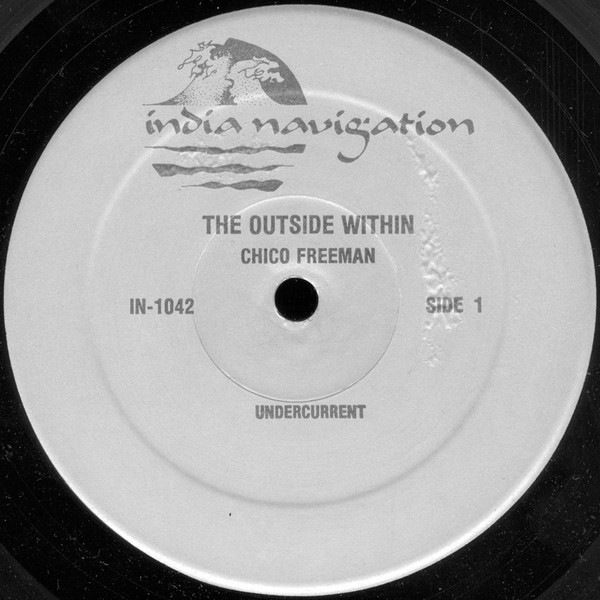 india navigation
THE OUTSIDE WITHIN
CHICO FREEMAN
IN-1042
SIDE 1
UNDERCURRENT